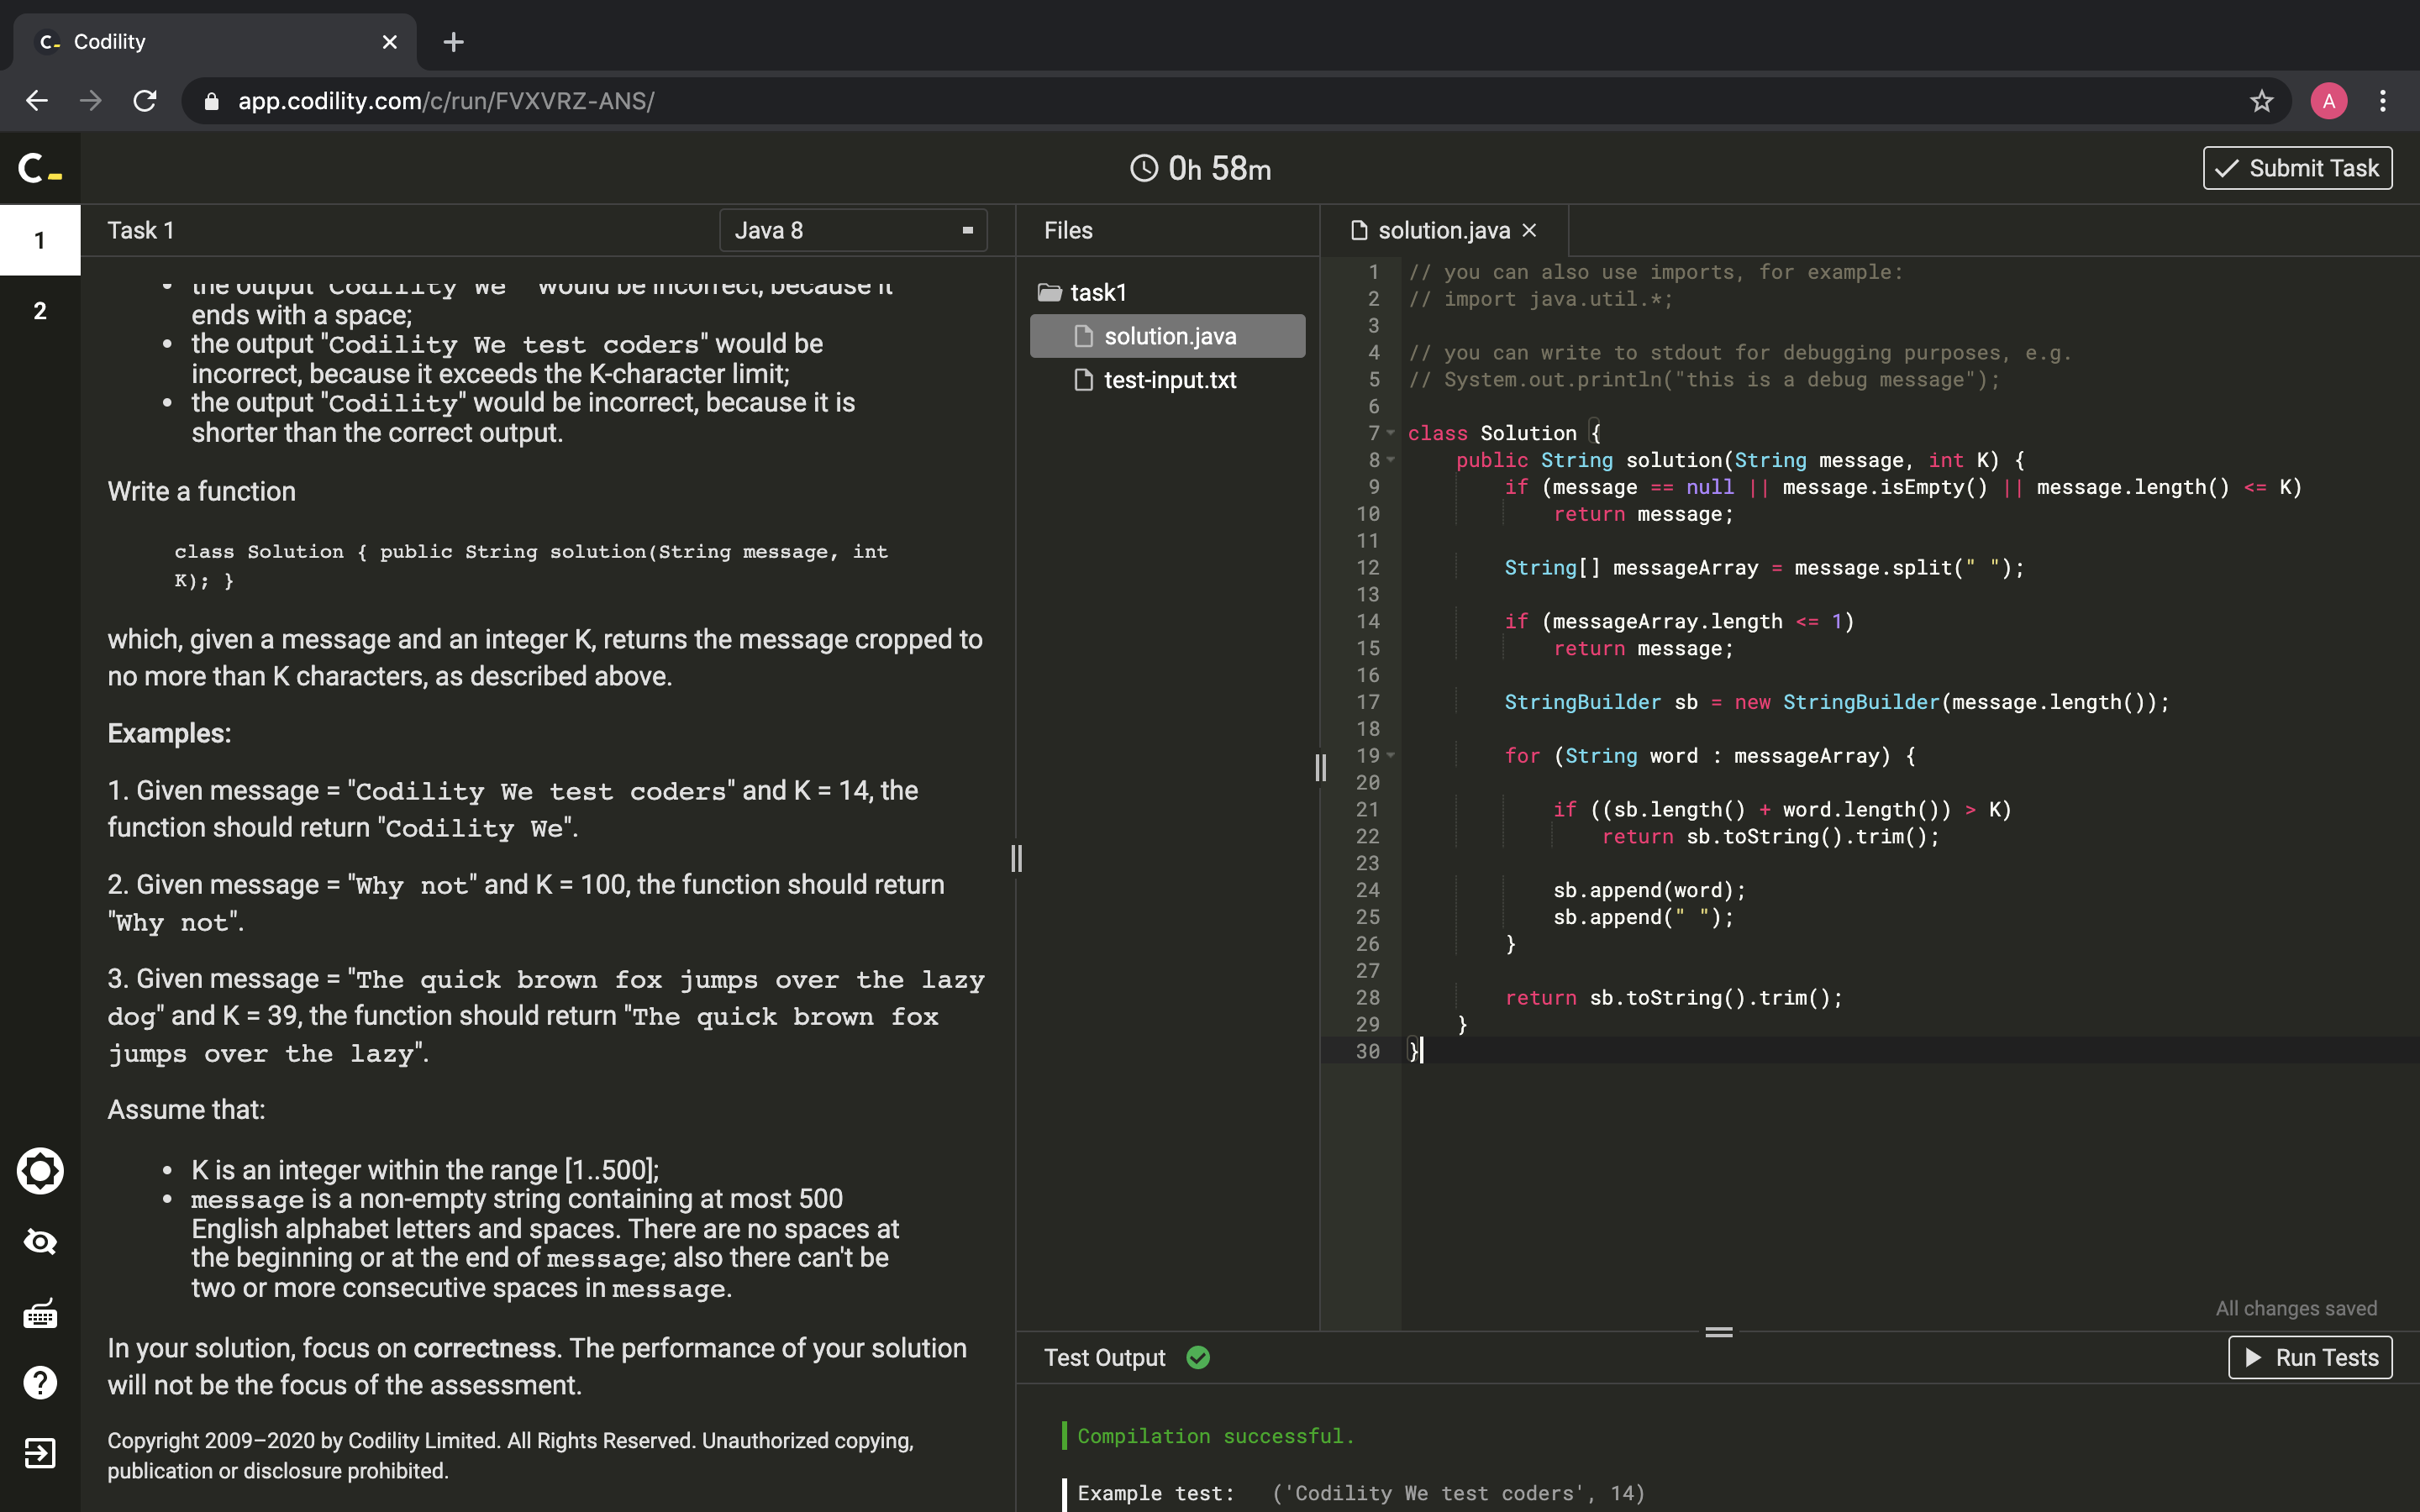 Codility
app.codility.com/c/run/FVXVRZ-ANS/
A
C
0h 58m
Submit Task
1
2
Task 1
Java 8
the output "Codility We " would be incorrect, because it
ends with a space;
the output "Codility We test coders" would be
incorrect, because it exceeds the K-character limit;
the output "Codility" would be incorrect, because it is
shorter than the correct output.
Write a function
class Solution { public String solution(String message, int
K); }
which, given a message and an integer K, returns the message cropped to
no more than K characters, as described above.
Examples:
1. Given message = "Codility We test coders" and K = 14, the
function should return "Codility We".
2. Given message = "Why not" and K = 100, the function should return
"Why not".
3. Given message = "The quick brown fox jumps over the lazy
dog" and K = 39, the function should return "The quick brown fox
jumps over the lazy".
Assume that:
K is an integer within the range [1..500];
message is a non-empty string containing at most 500
English alphabet letters and spaces. There are no spaces at
the beginning or at the end of message; also there can't be
two or more consecutive spaces in message.
In your solution, focus on correctness. The performance of your solution
will not be the focus of the assessment.
Copyright 2009–2020 by Codility Limited. All Rights Reserved. Unauthorized copying,
publication or disclosure prohibited.
Files
task1
solution.java
test-input.txt
solution.java
1 // you can also use imports, for example:
2 // import java.util.*;
3
4 // you can write to stdout for debugging purposes, e.g.
5 // System.out.println("this is a debug message");
6
7 class Solution {
8 public String solution(String message, int K) {
9 if (message == null || message.isEmpty() || message.length() <= K)
10 return message;
11
12 String[] messageArray = message.split(" ");
13
14 if (messageArray.length <= 1)
15 return message;
16
17 StringBuilder sb = new StringBuilder(message.length());
18
19 for (String word : messageArray) {
20
21 if ((sb.length() + word.length()) > K)
22 return sb.toString().trim();
23
24 sb.append(word);
25 sb.append(" ");
26 }
27
28 return sb.toString().trim();
29 }
30 }
All changes saved
Test Output
Run Tests
Compilation successful.
Example test: ('Codility We test coders', 14)